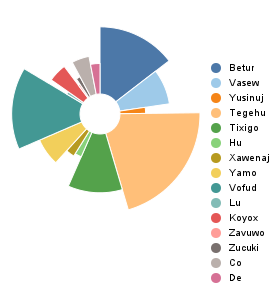 Betur
Vasew
Yusinuj
Tegehu
Tixigo
Hu
Xawenaj
Yamo
Vofud
Lu
Koyox
Zavuwo
Zucuki
Co
De